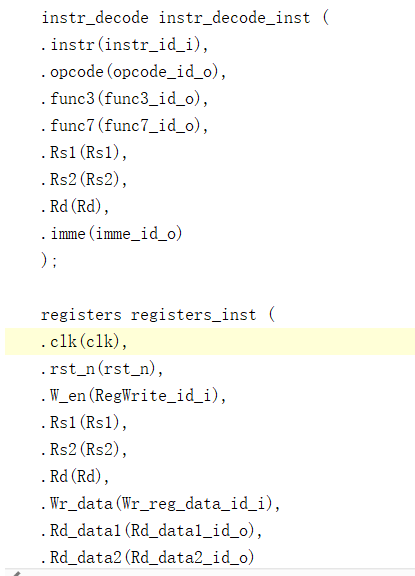 instr_decode instr_decode_inst (
.instr(instr_id_i),
.opcode(opcode_id_o),
.func3(func3_id_o),
.func7(func7_id_o),
.Rs1(Rs1),
.Rs2(Rs2),
.Rd(Rd),
.imme(imme_id_o)
);
registers registers_inst (
.clk(clk),
.rst_n(rst_n),
.W_en(RegWrite_id_i),
.Rs1(Rs1),
.Rs2(Rs2),
.Rd(Rd),
.Wr_data(Wr_reg_data_id_i),
.Rd_data1(Rd_data1_id_o),
.Rd_data2(Rd_data2_id_o)